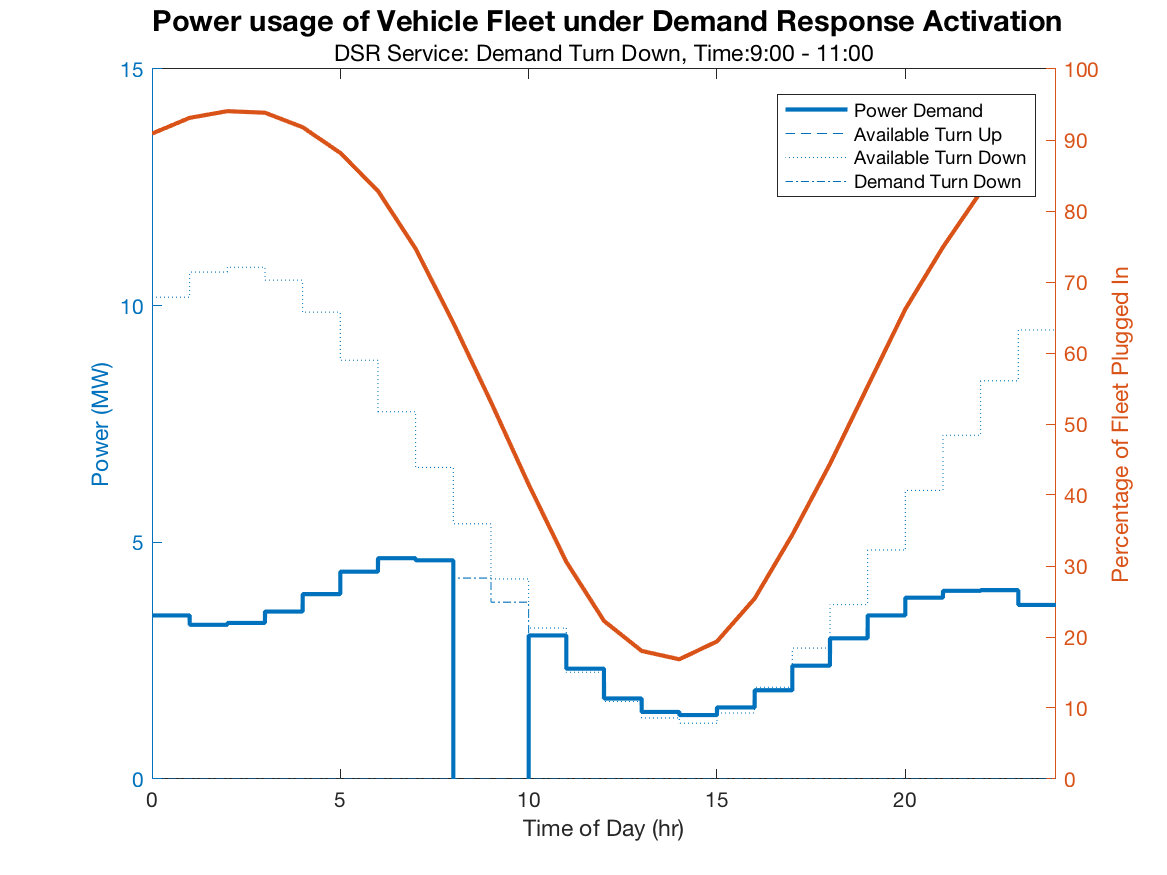 Power usage of Vehicle Fleet under Demand Response Activation
DSR Service: Demand Turn Down, Time:9:00 - 11:00
15
10
5
0
Power (MW)
Power Demand
Available Turn Up
Available Turn Down
Demand Turn Down
100
90
80
70
60
50
40
30
20
10
0
Percentage of Fleet Plugged In
0
5
10
15
20
Time of Day (hr)